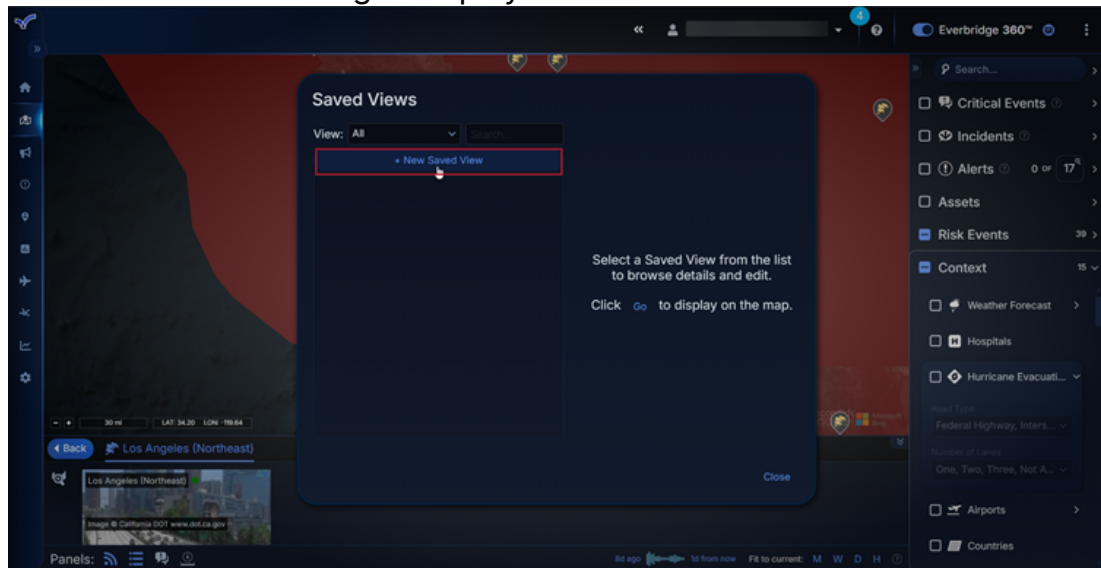 « Everbridge 360™
4
Saved Views
View: All Search...
+ New Saved View
Select a Saved View from the list
to browse details and edit.
Click Go to display on the map.
Close
Search...
Critical Events
Incidents
Alerts 0 OF 17
Assets
Risk Events 39
Context 15
Weather Forecast
Hospitals
Hurricane Evacuati...
Road Type
Federal Highway, Inters...
Number of Lanes
One, Two, Three, Not A...
Airports
Countries
30 mi LAT: 34.20 LON: -119.64
Microsoft
Bing
Back Los Angeles (Northeast)
Los Angeles (Northeast)
Image © California DOT www.dot.ca.gov
Panels: 8d ago 1d from now Fit to current: M W D H